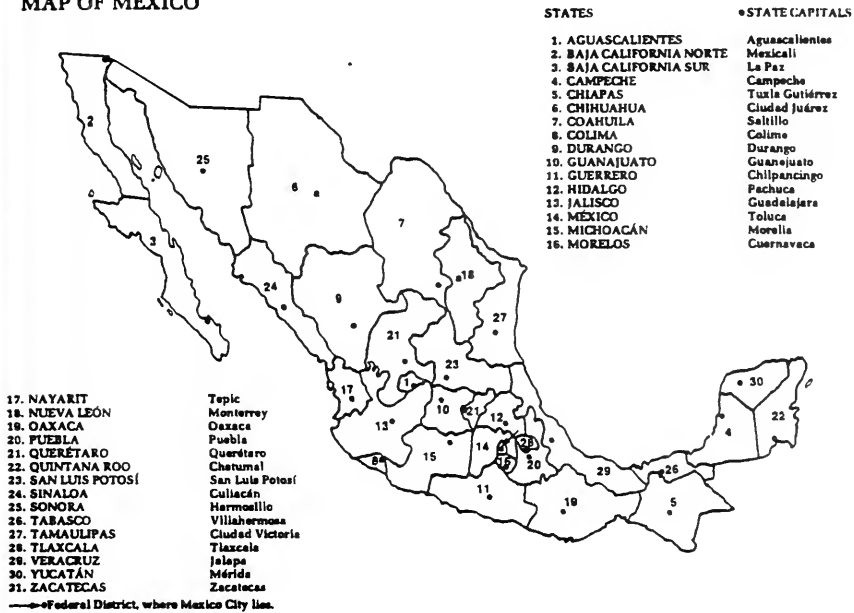 MAP OF MEXICO
STATES •STATE CAPITALS
1. AGUASCALIENTES Aguascalientes
2. BAJA CALIFORNIA NORTE Mexicali
3. BAJA CALIFORNIA SUR La Paz
4. CAMPECHE Campeche
5. CHIAPAS Tuxla Gutiérrez
6. CHIHUAHUA Ciudad Juárez
7. COAHUILA Saltillo
8. COLIMA Colime
9. DURANGO Durango
10. GUANAJUATO Guanejuato
11. GUERRERO Chilpancingo
12. HIDALGO Pachuca
13. JALISCO Guadalajara
14. MÉXICO Toluca
15. MICHOACÁN Morelia
16. MORELOS Cuernavaca
2
25
6
7
3
24
9
18
27
21
23
1
17
10
21
12
13
15
14
28
16
20
8
11
19
29
26
5
30
4
22
17. NAYARIT Tepic
18. NUEVA LEÓN Monterrey
19. OAXACA Oaxaca
20. PUEBLA Puebla
21. QUERÉTARO Querétaro
22. QUINTANA ROO Chetumal
23. SAN LUIS POTOSÍ San Luis Potosí
24. SINALOA Culiacán
25. SONORA Hermosillo
26. TABASCO Villahermosa
27. TAMAULIPAS Ciudad Victoria
28. TLAXCALA Tlaxcala
29. VERACRUZ Jalapa
30. YUCATÁN Mérida
31. ZACATECAS Zacatecas
•Federal District, where Mexico City lies.